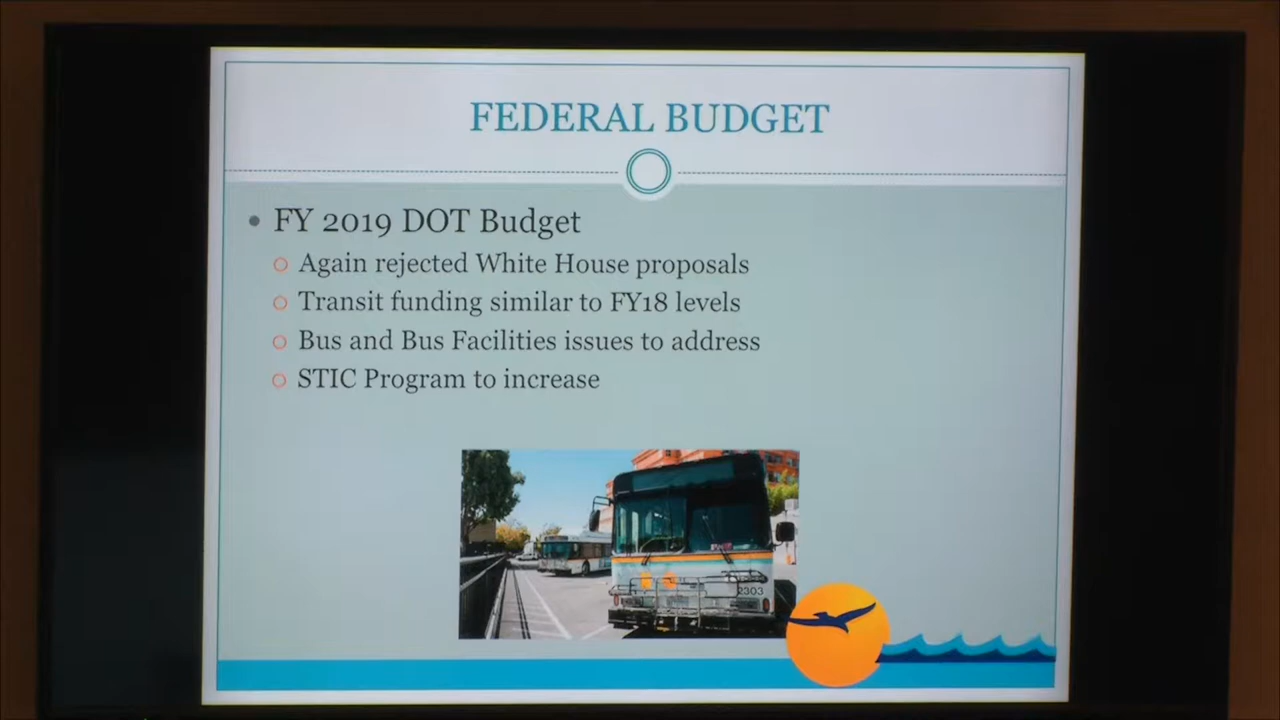 FEDERAL BUDGET
FY 2019 DOT Budget
Again rejected White House proposals
Transit funding similar to FY18 levels
Bus and Bus Facilities issues to address
STIC Program to increase
2303